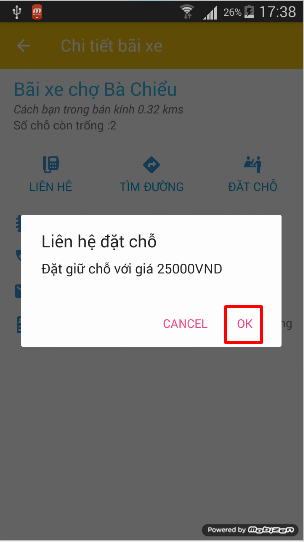 26% 17:38
Chi tiết bãi xe
Bãi xe chợ Bà Chiểu
Cách bạn trong bán kính 0.32 kms
Số chỗ còn trống :2
LIÊN HỆ TÌM ĐƯỜNG ĐẶT CHỖ
Liên hệ đặt chỗ
Đặt giữ chỗ với giá 25000VND
CANCEL OK
Powered by Mobizen